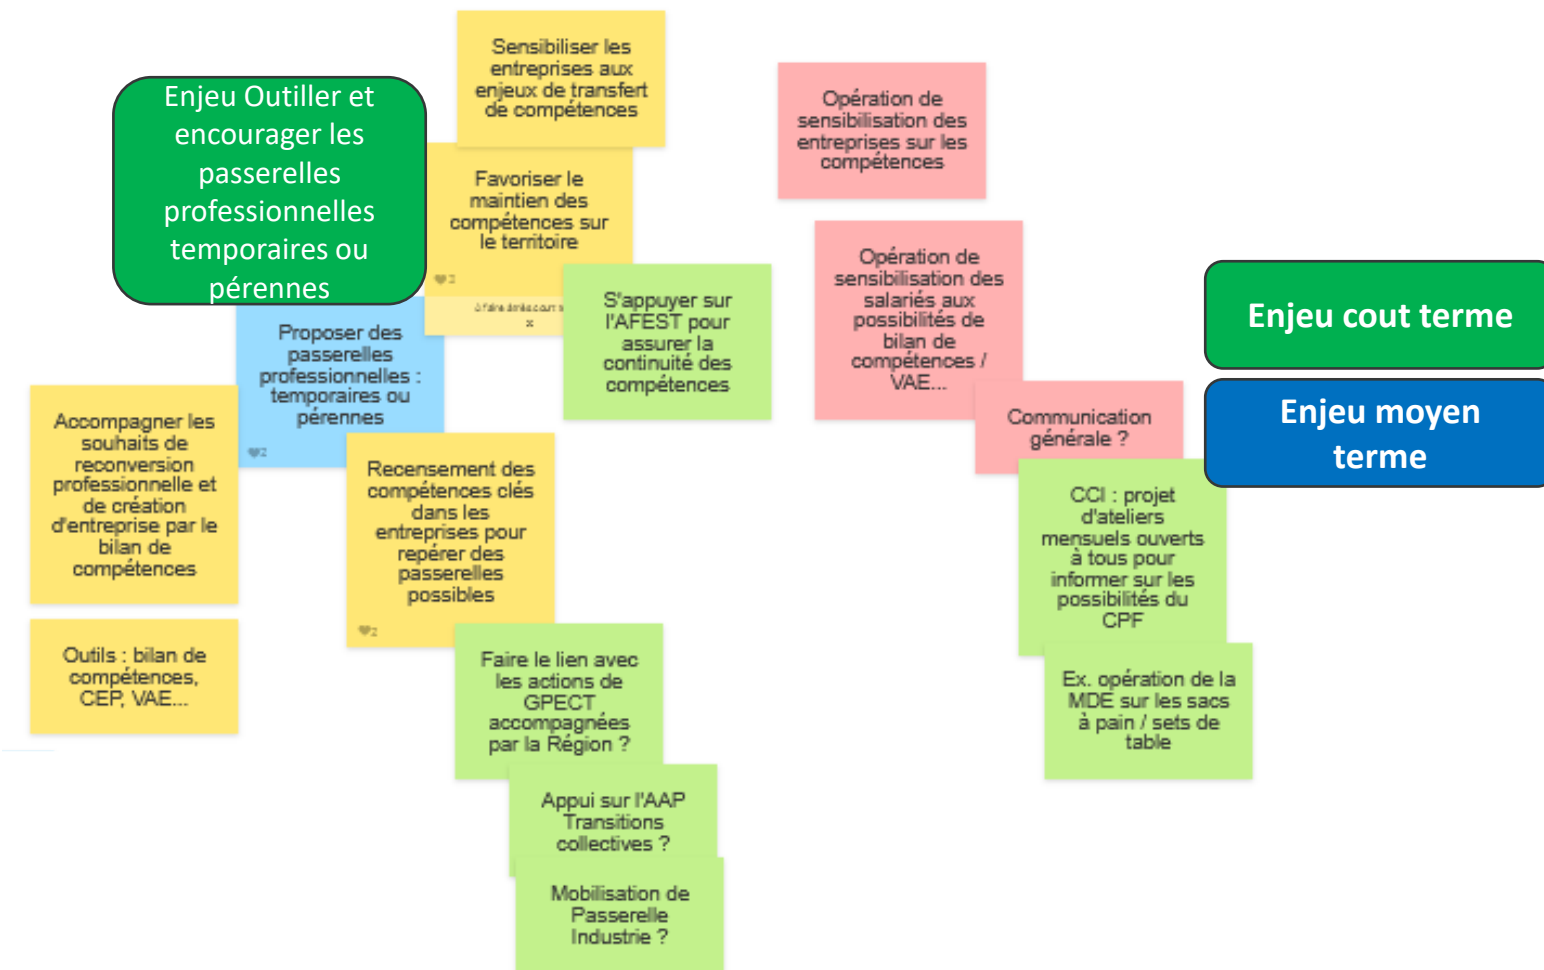 Sensibiliser les
entreprises aux
enjeux de transfert
de compétences
Enjeu Outiller et
encourager les
passerelles
professionnelles
temporaires ou
pérennes
Favoriser le
maintien des
compétences sur
le territoire
3
Proposer des
passerelles
professionnelles :
temporaires ou
pérennes
2
S'appuyer sur
l'AFEST pour
assurer la
continuité des
compétences
Accompagner les
souhaits de
reconversion
professionnelle et
de création
d'entreprise par le
bilan de
compétences
Recensement des
compétences clés
dans les
entreprises pour
repérer des
passerelles
possibles
2
Outils : bilan de
compétences,
CEP, VAE...
Faire le lien avec
les actions de
GPECT
accompagnées
par la Région ?
Appui sur l'AAP
Transitions
collectives ?
Mobilisation de
Passerelle
Industrie ?
Opération de
sensibilisation des
entreprises sur les
compétences
Opération de
sensibilisation des
salariés aux
possibilités de
bilan de
compétences /
VAE...
Communication
générale ?
CCI : projet
d'ateliers
mensuels ouverts
à tous pour
informer sur les
possibilités du
CPF
Ex. opération de la
MDE sur les sacs
à pain / sets de
table
Enjeu cout terme
Enjeu moyen
terme